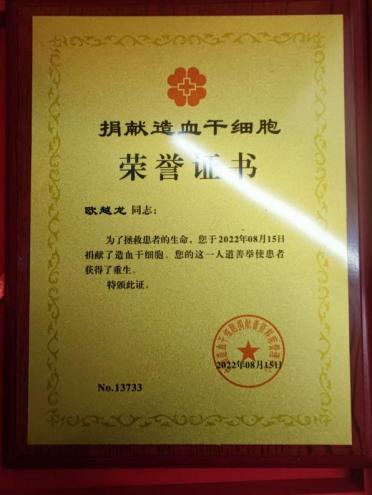 捐献造血干细胞
荣誉证书
欧越龙 同志:
为了拯救患者的生命，您于2022年08月15日
捐献了造血干细胞。您的这一人道善举使患者
获得了重生。
特颁此证。
2022年08月15日
No.13733